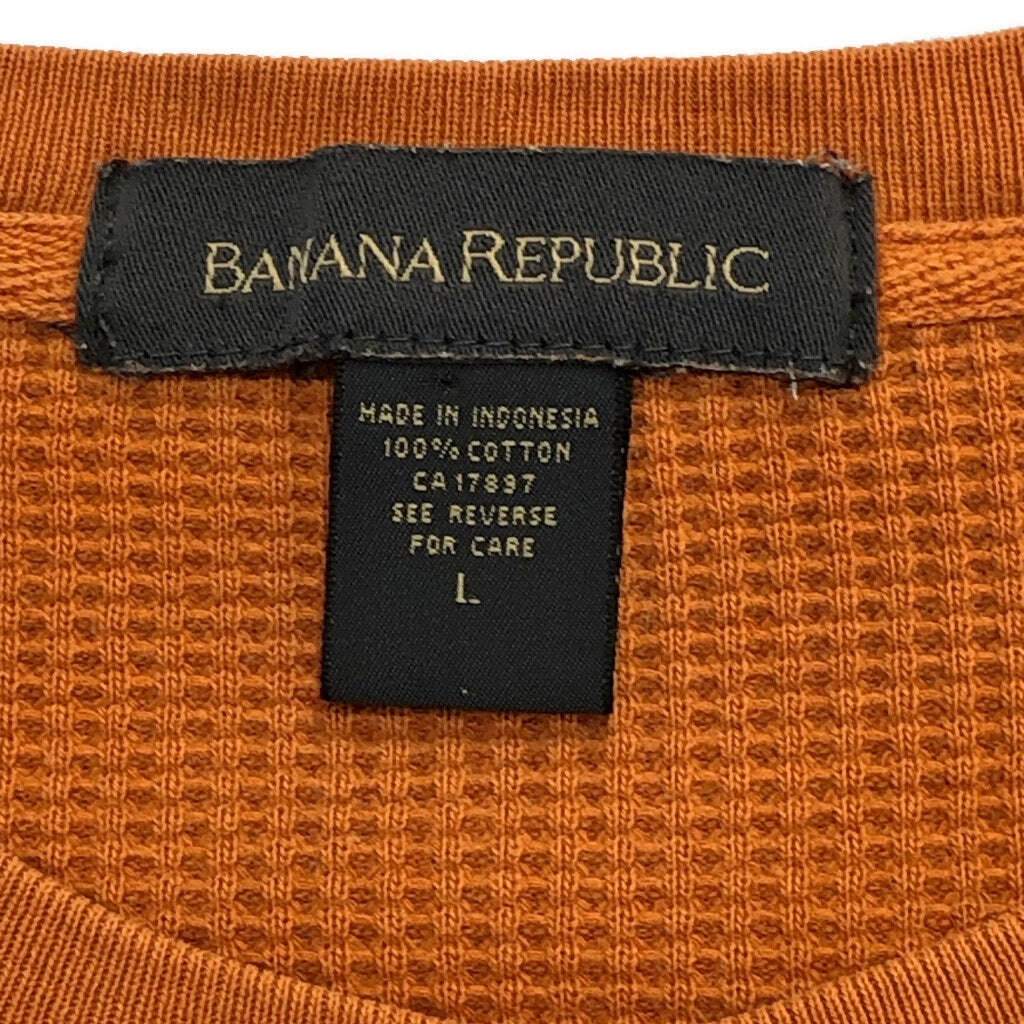 BANANA REPUBLIC
MADE IN INDONESIA
100% COTTON
CA 17897
SEE REVERSE
FOR CARE
L